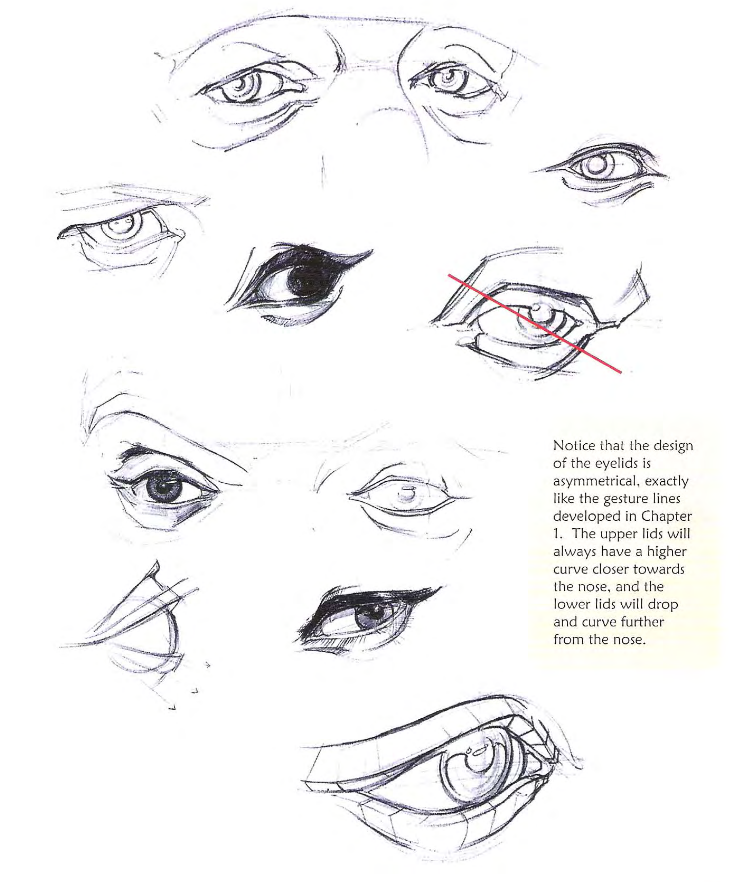 Notice that the design
of the eyelids is
asymmetrical, exactly
like the gesture lines
developed in Chapter
1. The upper lids will
always have a higher
curve closer towards
the nose, and the
lower lids will drop
and curve further
from the nose.